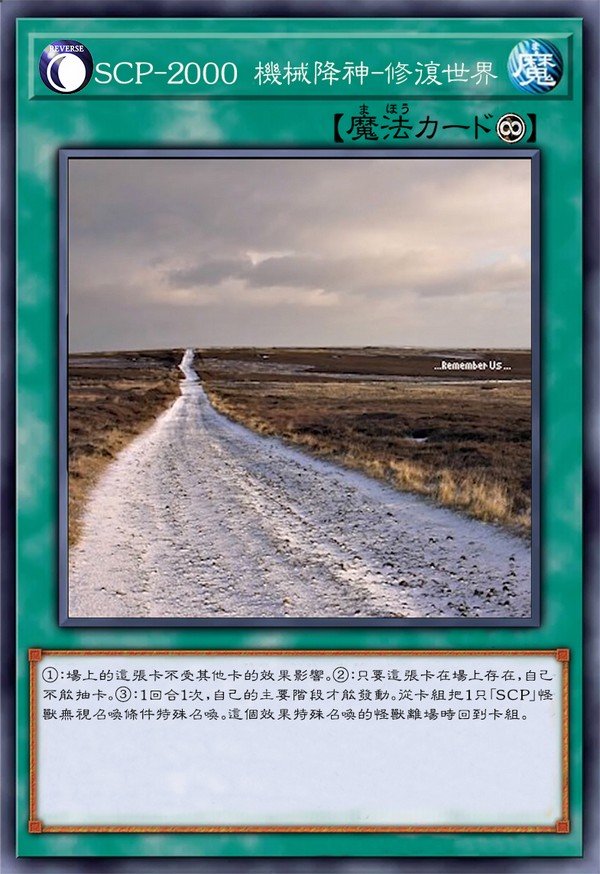 REVERSE
SCP-2000 機械降神-修復世界
魔
【魔法カード】
まほう
...Remember Us...
①:場上的這張卡不受其他卡的效果影響。②:只要這張卡在場上存在,自己
不能抽卡。③:1回合1次,自己的主要階段才能發動。從卡組把1只「SCP」怪
獸無視召喚條件特殊召喚。這個效果特殊召喚的怪獸離場時回到卡組。